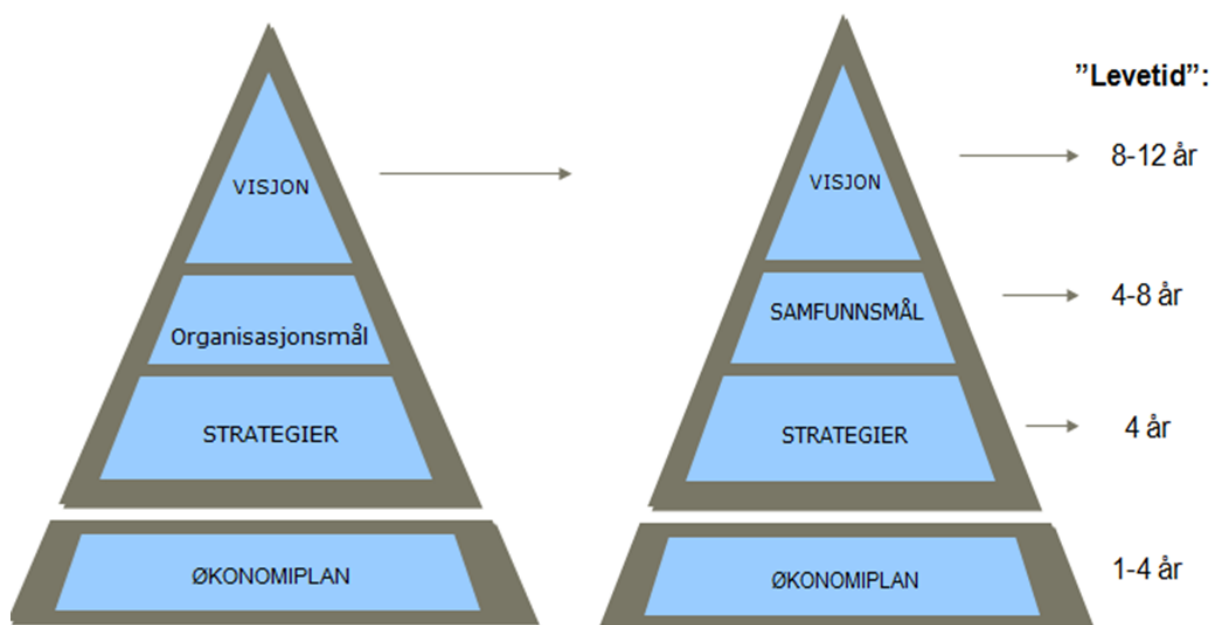 VISJON
Organisasjonsmål
STRATEGIER
ØKONOMIPLAN
VISJON
SAMFUNNSMÅL
STRATEGIER
ØKONOMIPLAN
”Levetid”:
8-12 år
4-8 år
4 år
1-4 år